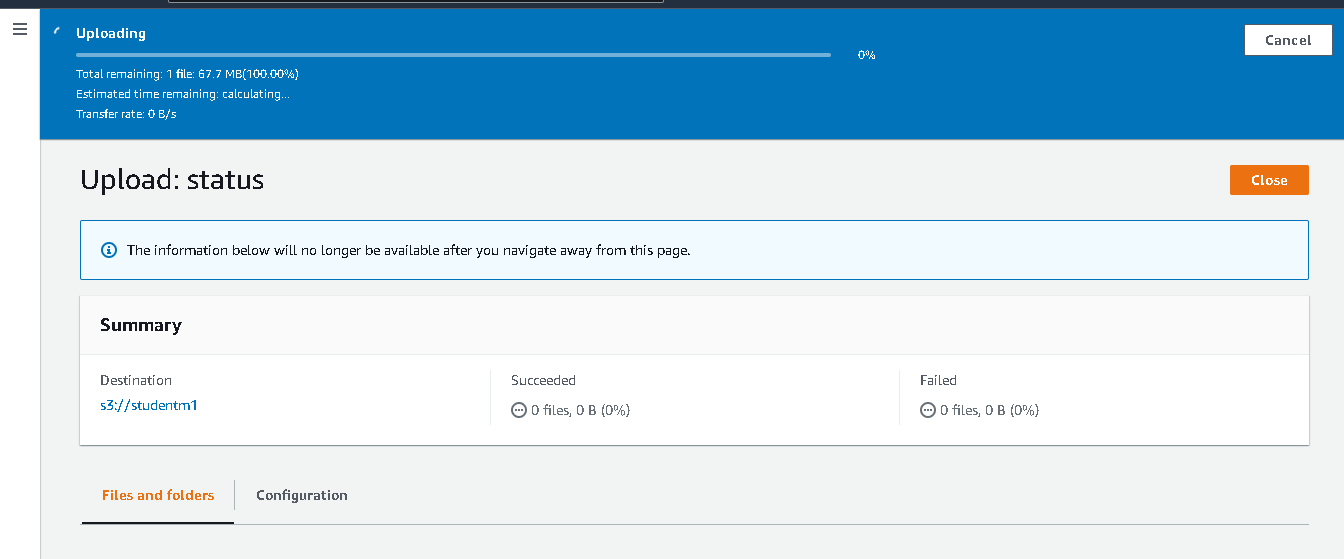 Uploading
Cancel
0%
Total remaining: 1 file: 67.7 MB(100.00%)
Estimated time remaining: calculating...
Transfer rate: 0 B/s
Upload: status
Close
The information below will no longer be available after you navigate away from this page.
Summary
Destination
s3://studentm1
Succeeded
0 files, 0 B (0%)
Failed
0 files, 0 B (0%)
Files and folders
Configuration